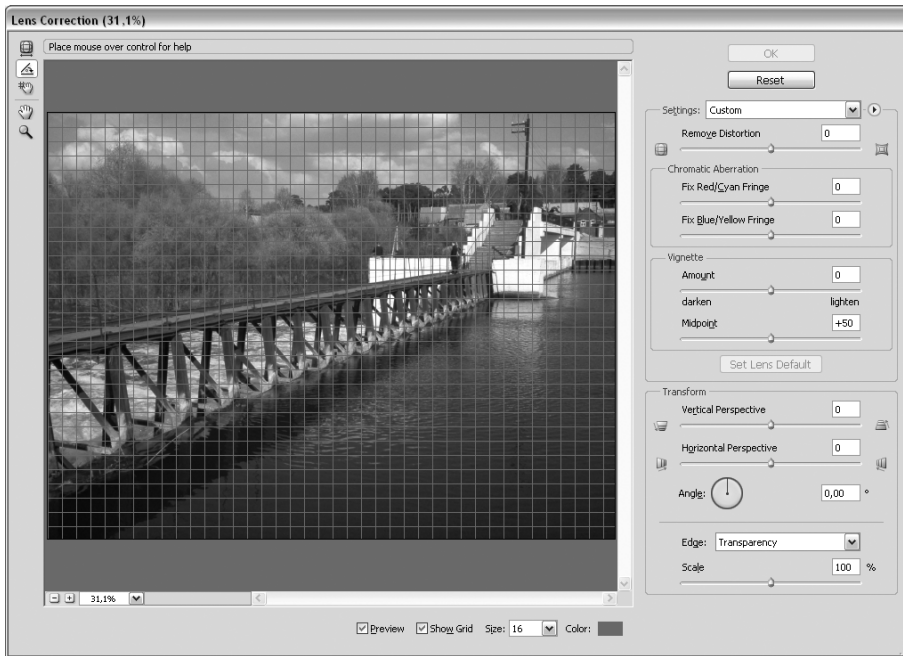 Lens Correction (31,1%)
Place mouse over control for help
OK
Reset
Settings: Custom
Remove Distortion 0
Chromatic Aberration
Fix Red/Cyan Fringe 0
Fix Blue/Yellow Fringe 0
Vignette
Amount 0
darken lighten
Midpoint +50
Set Lens Default
Transform
Vertical Perspective 0
Horizontal Perspective 0
Angle: 0,00 °
Edge: Transparency
Scale 100 %
31,1%
Preview Show Grid Size: 16 Color: